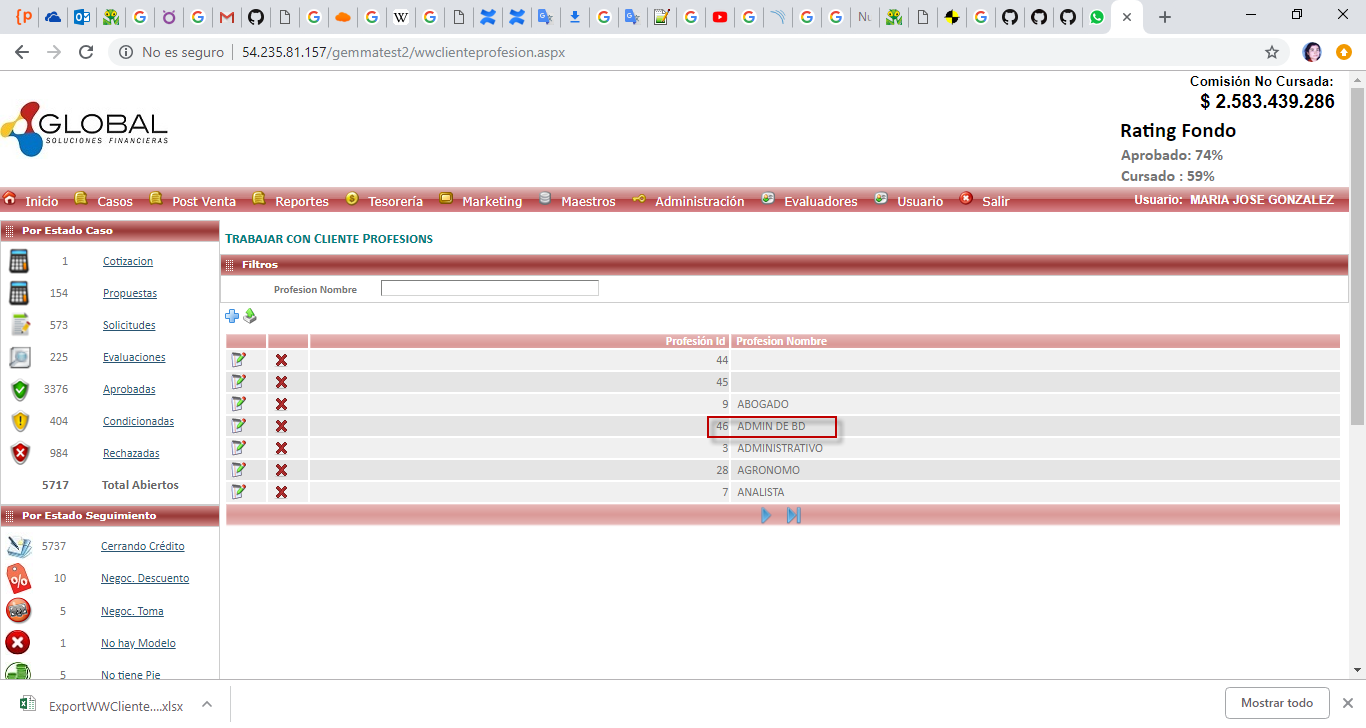 No es seguro | 54.235.81.157/gemmatest2/wwclienteprofesion.aspx
Comisión No Cursada:
$ 2.583.439.286
GLOBAL
SOLUCIONES FINANCIERAS
Rating Fondo
Aprobado: 74%
Cursado : 59%
Inicio Casos Post Venta Reportes Tesorería Marketing Maestros Administración Evaluadores Usuario Salir Usuario: MARIA JOSE GONZALEZ
Por Estado Caso
1 Cotizacion
154 Propuestas
573 Solicitudes
225 Evaluaciones
3376 Aprobadas
404 Condicionadas
984 Rechazadas
5717 Total Abiertos
Por Estado Seguimiento
5737 Cerrando Crédito
10 Negoc. Descuento
5 Negoc. Toma
1 No hay Modelo
5 No tiene Pie
TRABAJAR CON CLIENTE PROFESIONS
Filtros
Profesion Nombre
Profesión Id Profesion Nombre
44
45
9 ABOGADO
46 ADMIN DE BD
3 ADMINISTRATIVO
28 AGRONOMO
7 ANALISTA
ExportWWCliente....xlsx
Mostrar todo